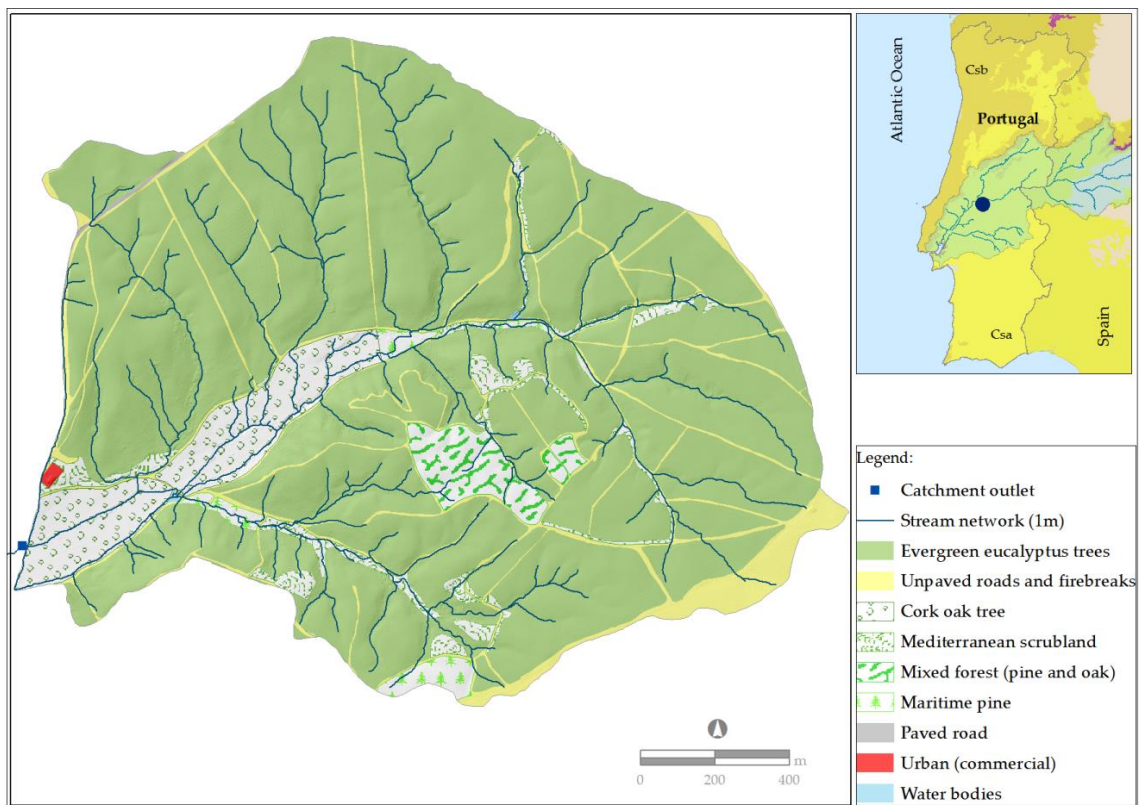 Atlantic Ocean
Csb
Portugal
Csa
Spain
m
0 200 400
Legend:
Catchment outlet
Stream network (1m)
Evergreen eucalyptus trees
Unpaved roads and firebreaks
Cork oak tree
Mediterranean scrubland
Mixed forest (pine and oak)
Maritime pine
Paved road
Urban (commercial)
Water bodies